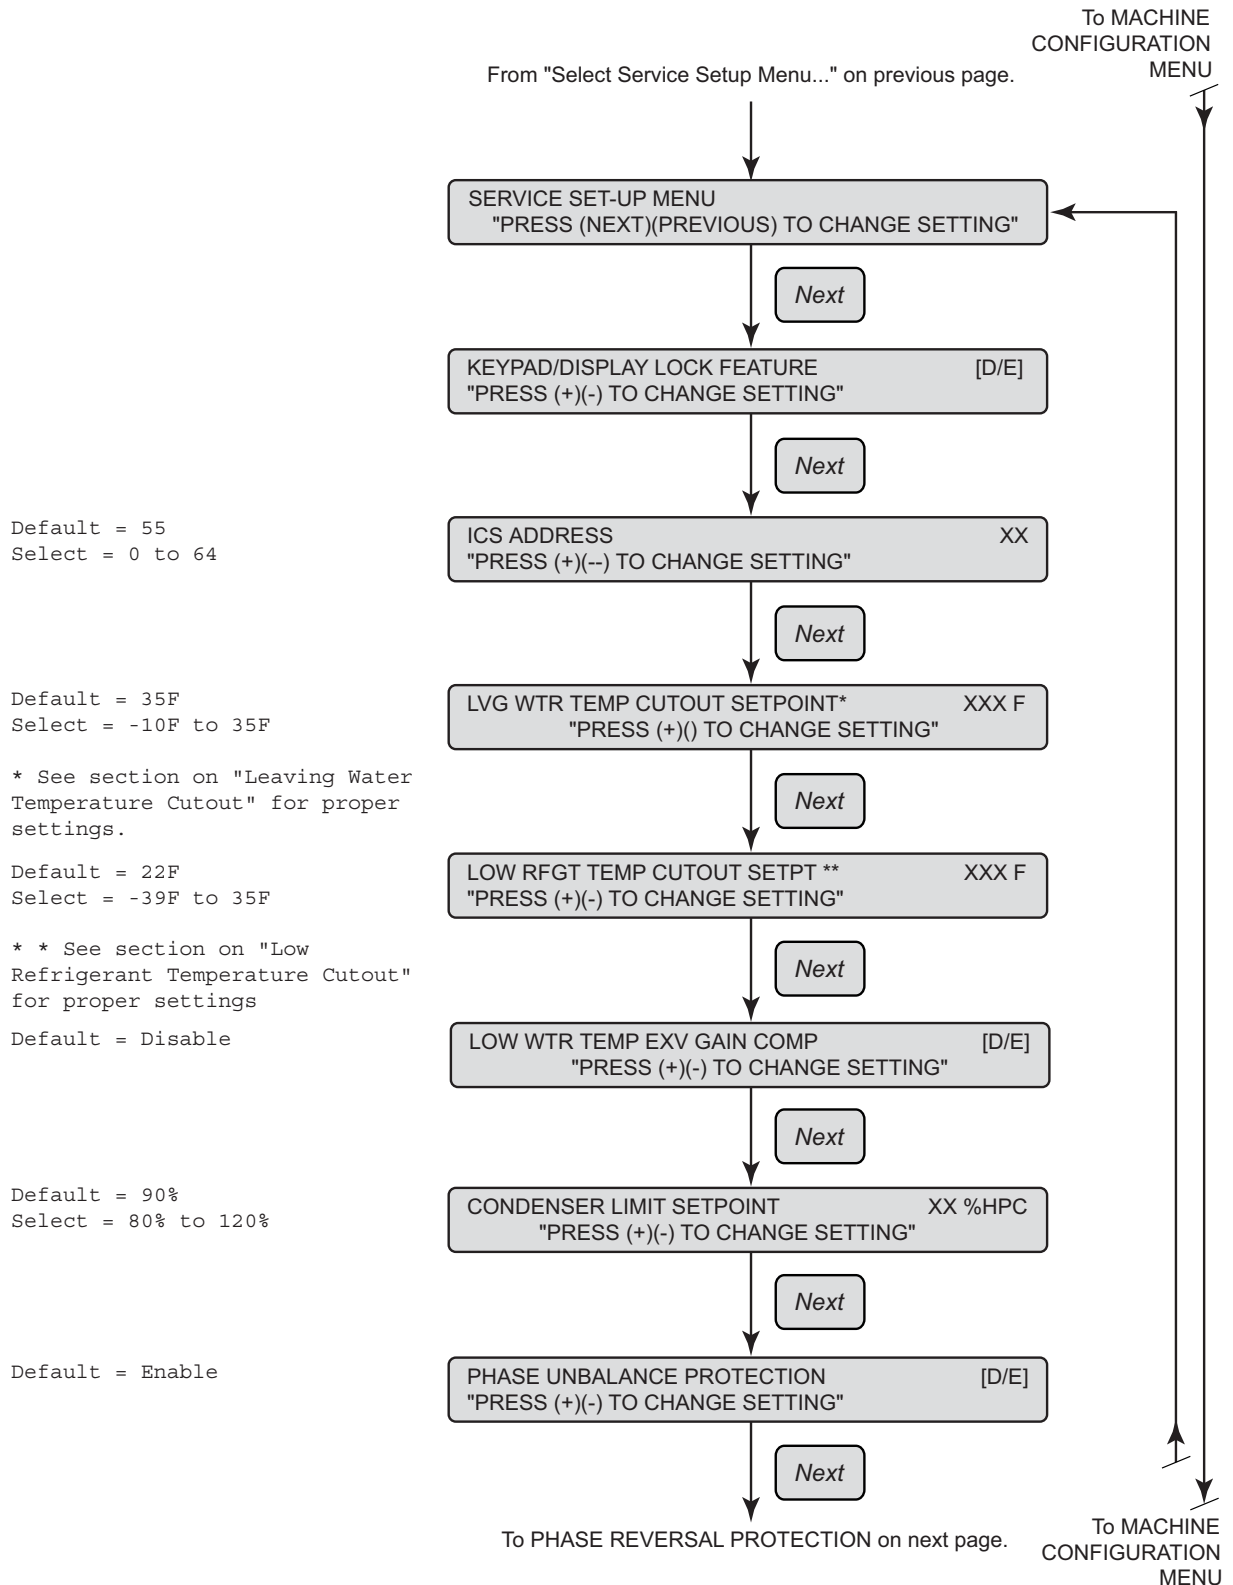 To MACHINE
CONFIGURATION
MENU
From "Select Service Setup Menu..." on previous page.
SERVICE SET-UP MENU
"PRESS (NEXT)(PREVIOUS) TO CHANGE SETTING"
Next
KEYPAD/DISPLAY LOCK FEATURE [D/E]
"PRESS (+)(-) TO CHANGE SETTING"
Next
Default = 55
Select = 0 to 64
ICS ADDRESS XX
"PRESS (+)(--) TO CHANGE SETTING"
Next
Default = 35F
Select = -10F to 35F
LVG WTR TEMP CUTOUT SETPOINT* XXX F
"PRESS (+)() TO CHANGE SETTING"
* See section on "Leaving Water
Temperature Cutout" for proper
settings.
Next
Default = 22F
Select = -39F to 35F
LOW RFGT TEMP CUTOUT SETPT ** XXX F
"PRESS (+)(-) TO CHANGE SETTING"
* * See section on "Low
Refrigerant Temperature Cutout"
for proper settings
Next
Default = Disable
LOW WTR TEMP EXV GAIN COMP [D/E]
"PRESS (+)(-) TO CHANGE SETTING"
Next
Default = 90%
Select = 80% to 120%
CONDENSER LIMIT SETPOINT XX %HPC
"PRESS (+)(-) TO CHANGE SETTING"
Next
Default = Enable
PHASE UNBALANCE PROTECTION [D/E]
"PRESS (+)(-) TO CHANGE SETTING"
Next
To PHASE REVERSAL PROTECTION on next page.
To MACHINE
CONFIGURATION
MENU